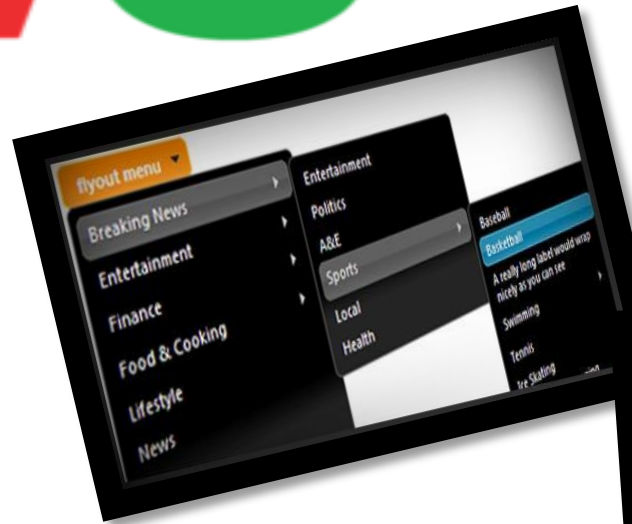 flyout menu
Breaking News
Entertainment
Finance
Food & Cooking
Lifestyle
News
Entertainment
Politics
A&E
Sports
Local
Health
Baseball
Basketball
A really long label would wrap
nicely as you can see
Swimming
Tennis
Ice Skating